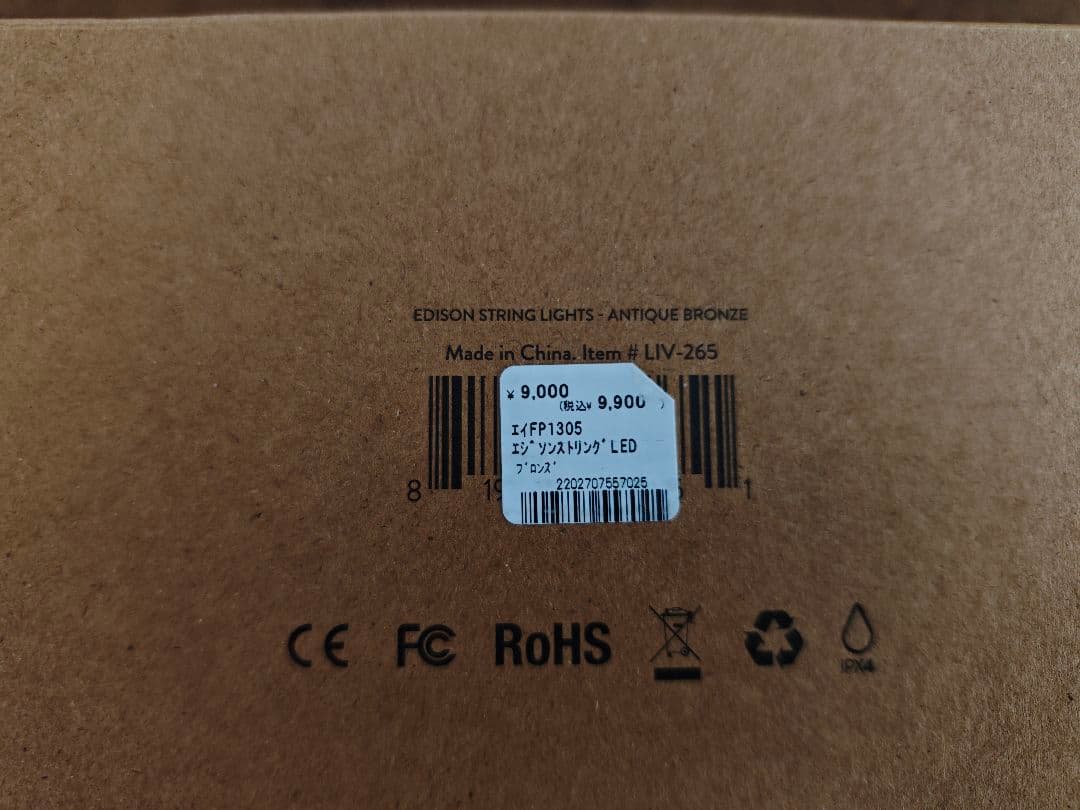 EDISON STRING LIGHTS - ANTIQUE BRONZE
Made in China. Item # LIV-265
¥ 9,000
(税込¥ 9,900 )
ｴｲFP1305
ｴｼﾞｿﾝｽﾄﾘﾝｸﾞLED
ﾌﾞﾛﾝｽﾞ
2202707557025
8 19 1
CE FC RoHS
IPX4